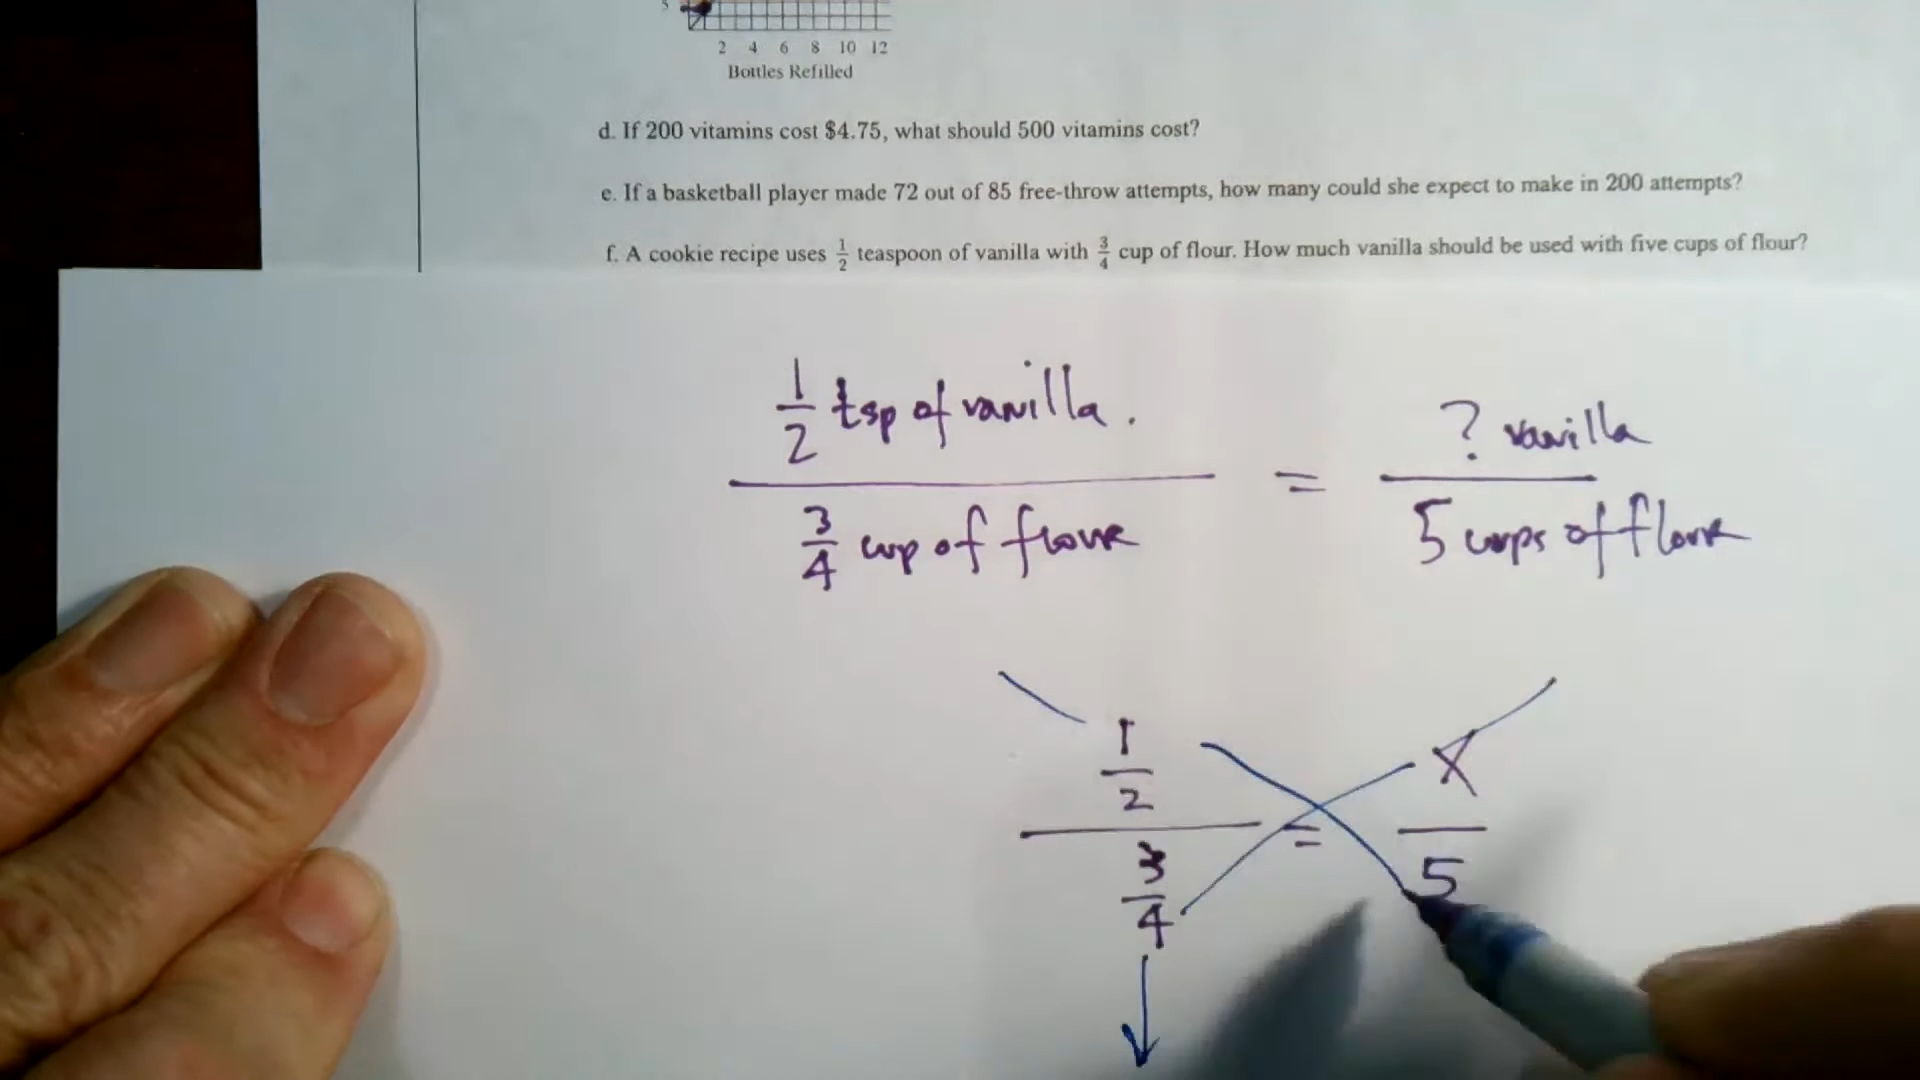 5
2 4 6 8 10 12
Bottles Refilled
d. If 200 vitamins cost $4.75, what should 500 vitamins cost?
e. If a basketball player made 72 out of 85 free-throw attempts, how many could she expect to make in 200 attempts?
f. A cookie recipe uses 1/2 teaspoon of vanilla with 3/4 cup of flour. How much vanilla should be used with five cups of flour?
1/2 tsp of vanilla. = ? vanilla
3/4 cup of flour 5 cups of flour
1/2 = x
3/4 5